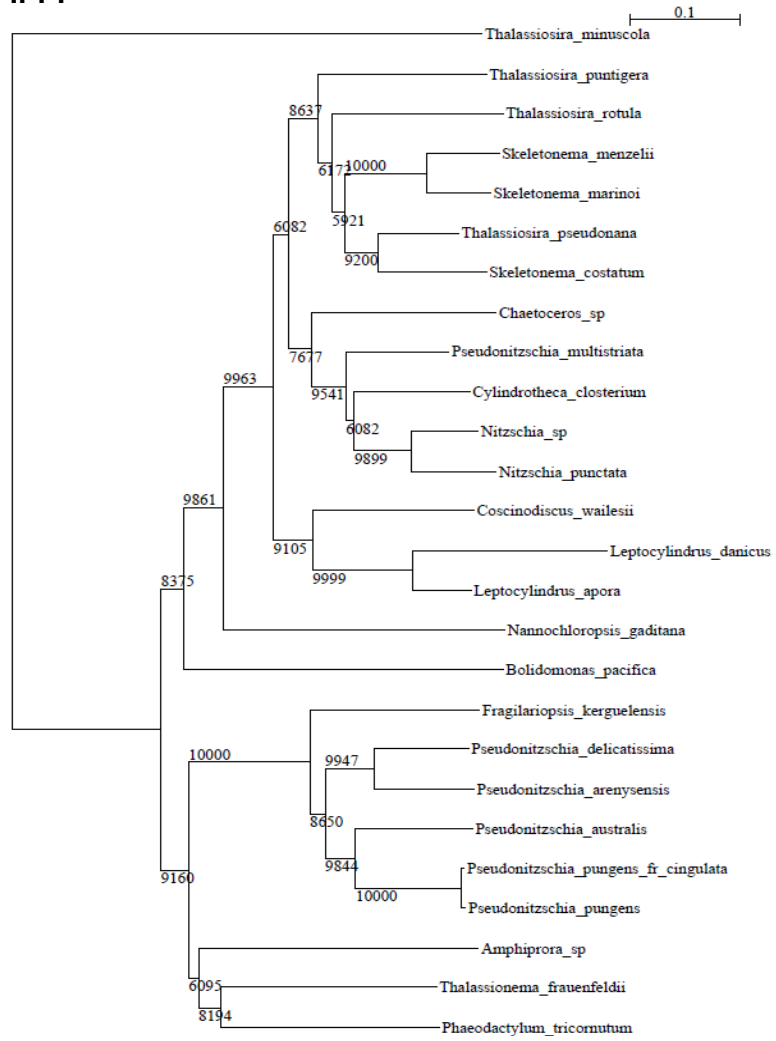 0.1
Thalassiosira_minuscola
Thalassiosira_puntigera
8637
Thalassiosira_rotula
Skeletonema_menzelii
10000
6172
Skeletonema_marinoi
5921
6082
Thalassiosira_pseudonana
9200
Skeletonema_costatum
Chaetoceros_sp
7677
Pseudonitzschia_multistriata
9963
9541
Cylindrotheca_closterium
6082
Nitzschia_sp
9899
Nitzschia_punctata
9861
Coscinodiscus_wailesii
9105
Leptocylindrus_danicus
9999
8375
Leptocylindrus_apora
Nannochloropsis_gaditana
Bolidomonas_pacifica
Fragilariopsis_kerguelensis
10000
9947
Pseudonitzschia_delicatissima
Pseudonitzschia_arenysensis
8650
Pseudonitzschia_australis
9844
Pseudonitzschia_pungens_fr_cingulata
9160
10000
Pseudonitzschia_pungens
Amphiprora_sp
6095
Thalassionema_frauenfeldii
8194
Phaeodactylum_tricornutum